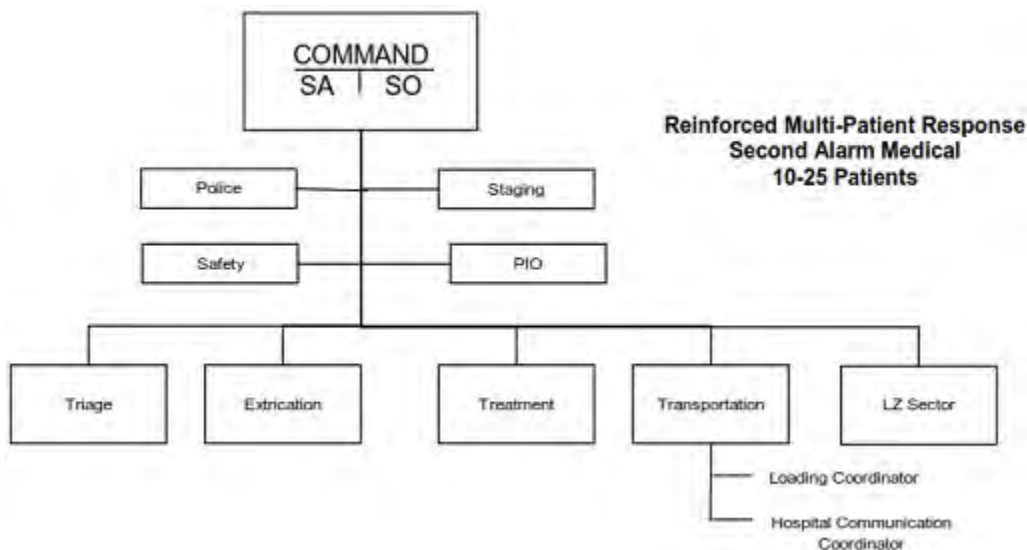 COMMAND
SA | SO
Reinforced Multi-Patient Response
Second Alarm Medical
10-25 Patients
Police
Staging
Safety
PIO
Triage
Extrication
Treatment
Transportation
LZ Sector
Loading Coordinator
Hospital Communication
Coordinator